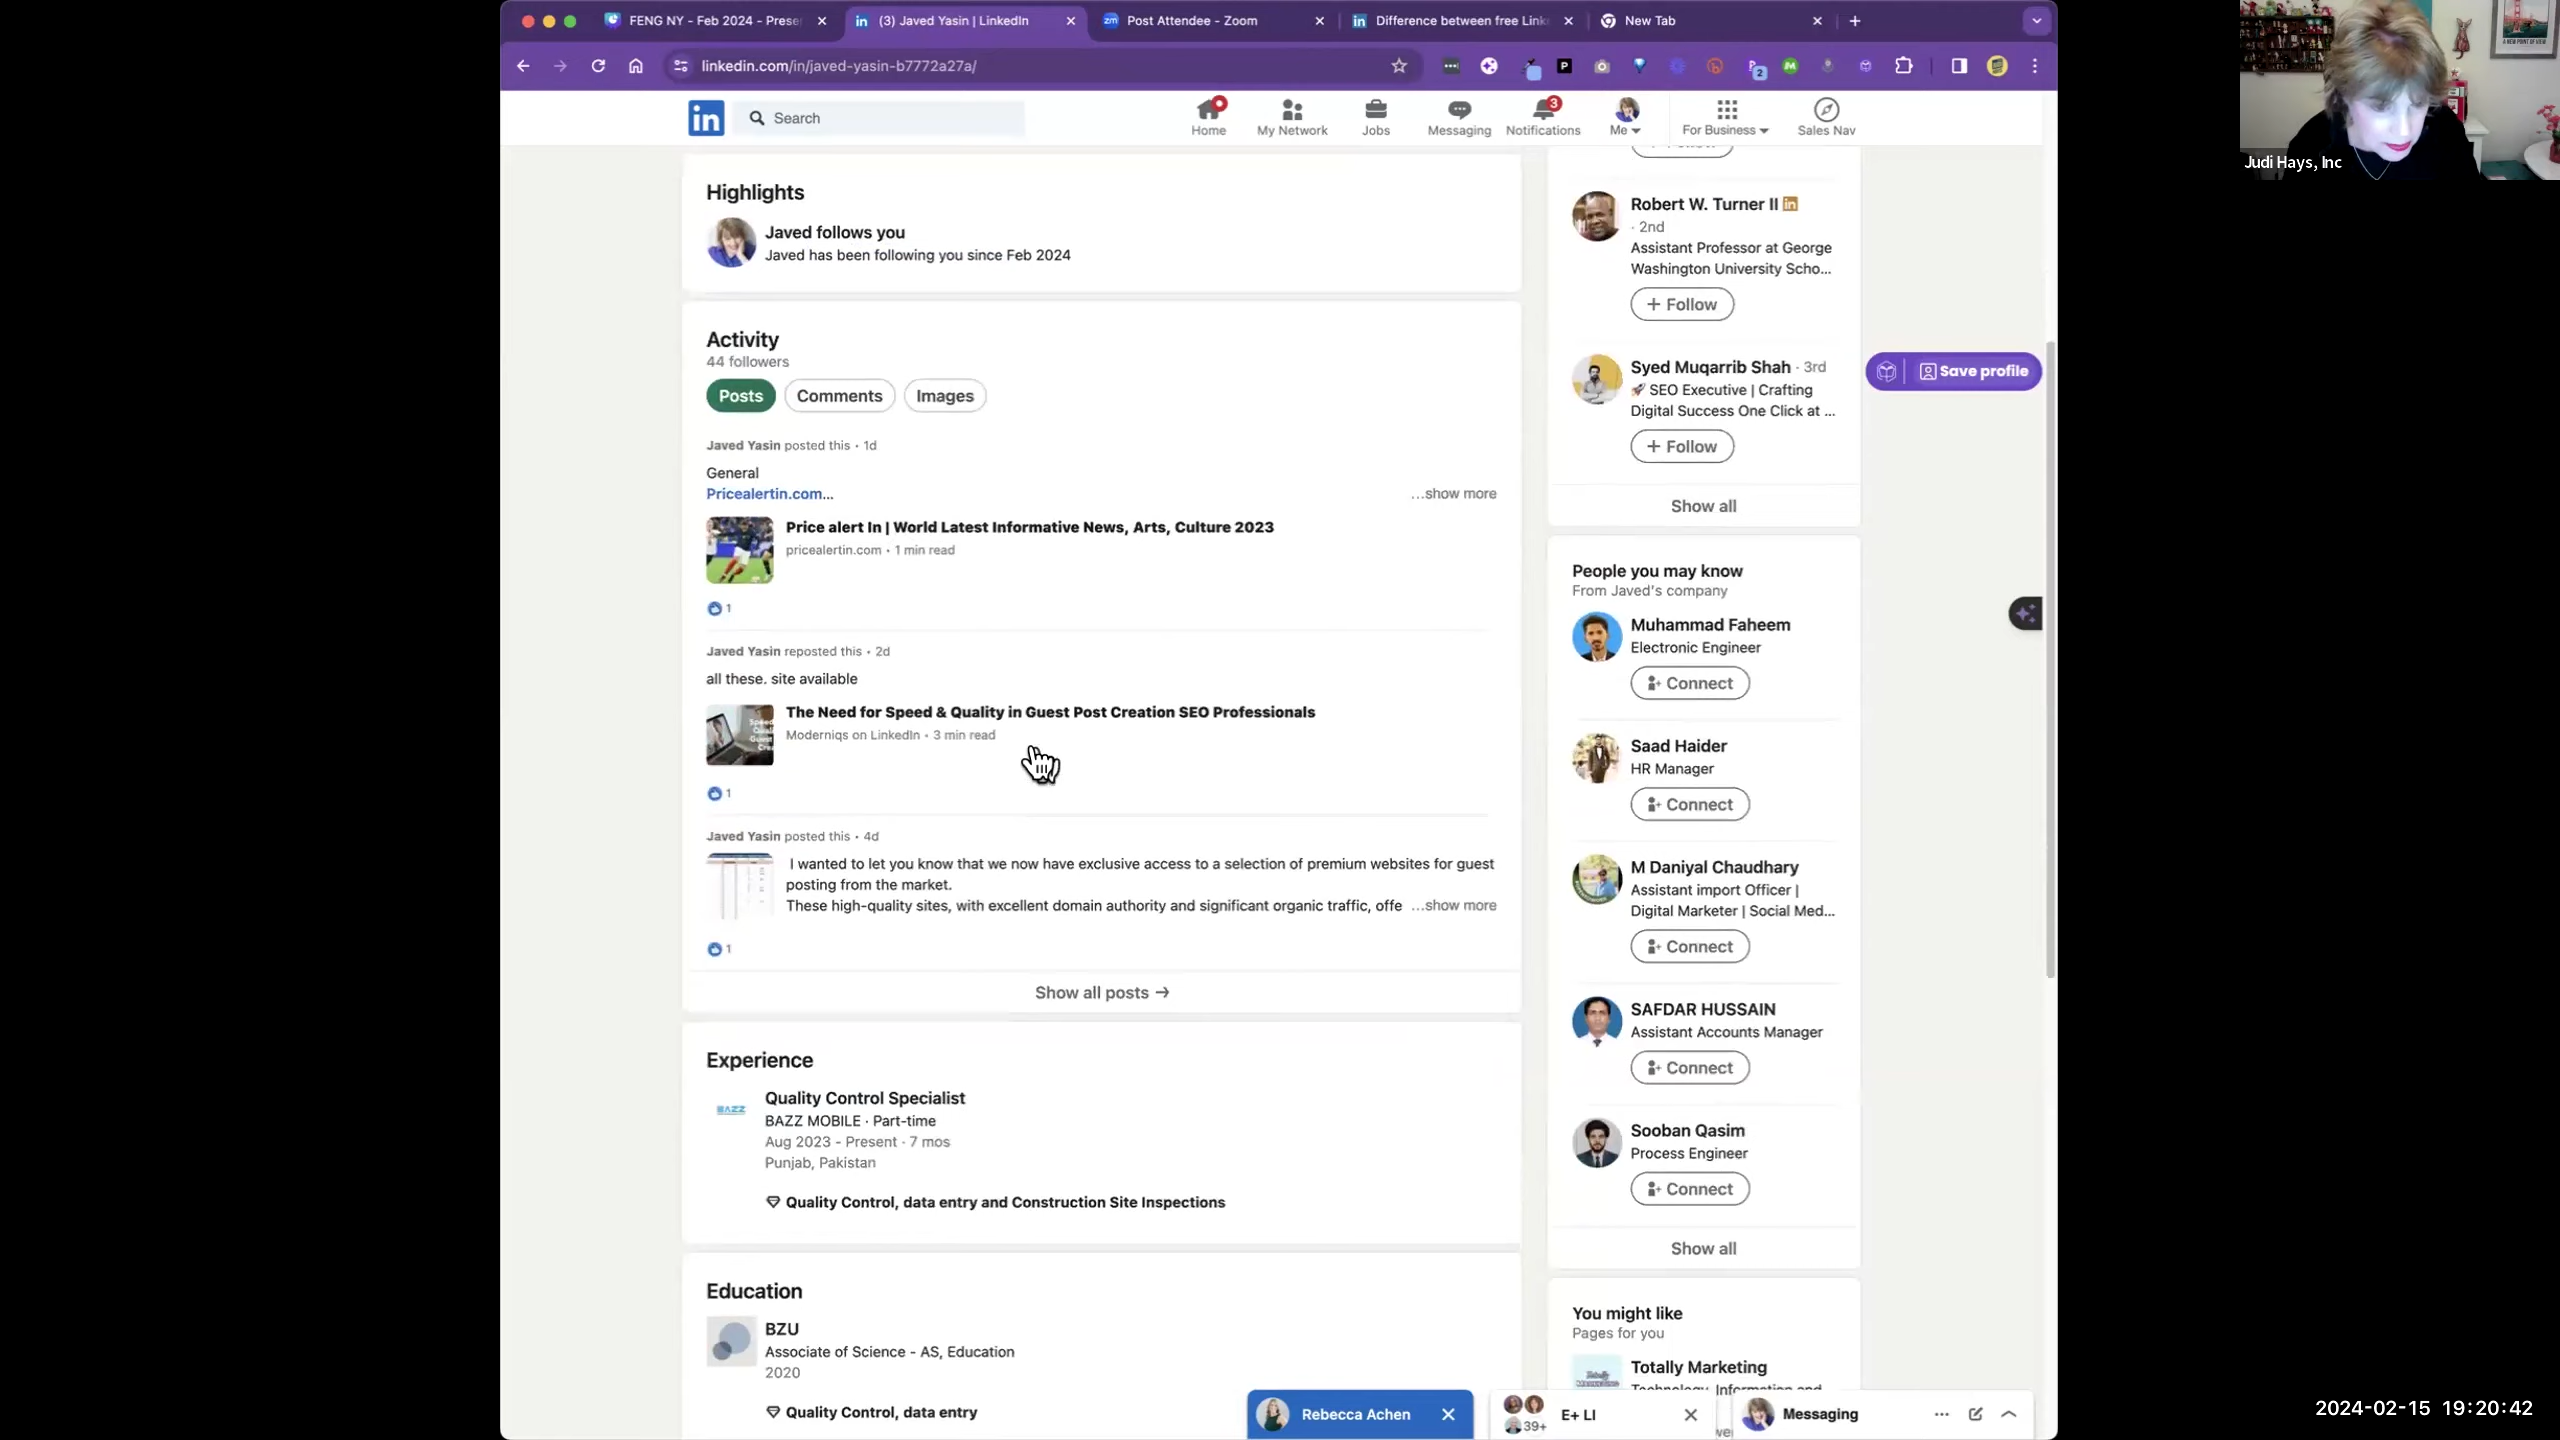 FENG NY - Feb 2024 - Prese
(3) Javed Yasin | LinkedIn
Post Attendee - Zoom
Difference between free Link
New Tab
linkedin.com/in/javed-yasin-b7772a27a/
2
in
Search
Home
My Network
Jobs
Messaging
3
Notifications
Me
For Business
Sales Nav
Judi Hays, Inc
Highlights
Javed follows you
Javed has been following you since Feb 2024
Activity
44 followers
Posts
Comments
Images
Javed Yasin posted this • 1d
General
Pricealertin.com...
...show more
Price alert In | World Latest Informative News, Arts, Culture 2023
pricealertin.com • 1 min read
1
Javed Yasin reposted this • 2d
all these. site available
The Need for Speed & Quality in Guest Post Creation SEO Professionals
Moderniqs on LinkedIn • 3 min read
1
Javed Yasin posted this • 4d
I wanted to let you know that we now have exclusive access to a selection of premium websites for guest
posting from the market.
These high-quality sites, with excellent domain authority and significant organic traffic, offe ...show more
1
Show all posts →
Experience
BAZZ
Quality Control Specialist
BAZZ MOBILE · Part-time
Aug 2023 - Present · 7 mos
Punjab, Pakistan
Quality Control, data entry and Construction Site Inspections
Education
BZU
Associate of Science - AS, Education
2020
Quality Control, data entry
Robert W. Turner II in
· 2nd
Assistant Professor at George
Washington University Scho...
+ Follow
Syed Muqarrib Shah · 3rd
🚀 SEO Executive | Crafting
Digital Success One Click at ...
+ Follow
Show all
Save profile
People you may know
From Javed's company
Muhammad Faheem
Electronic Engineer
Connect
Saad Haider
HR Manager
Connect
M Daniyal Chaudhary
Assistant import Officer |
Digital Marketer | Social Med...
Connect
SAFDAR HUSSAIN
Assistant Accounts Manager
Connect
Sooban Qasim
Process Engineer
Connect
Show all
You might like
Pages for you
Totally Marketing
Rebecca Achen
39+
E+ LI
Messaging
2024-02-15 19:20:42